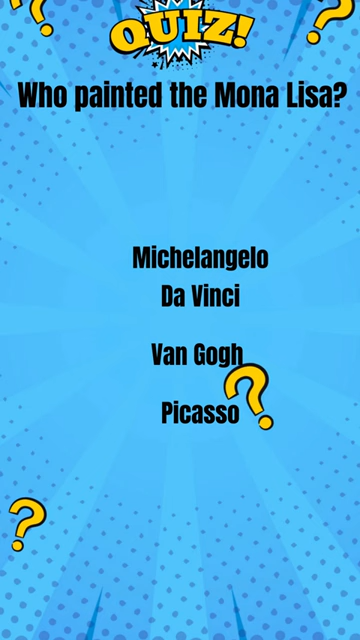 QUIZ!
Who painted the Mona Lisa?
Michelangelo
Da Vinci
Van Gogh
Picasso